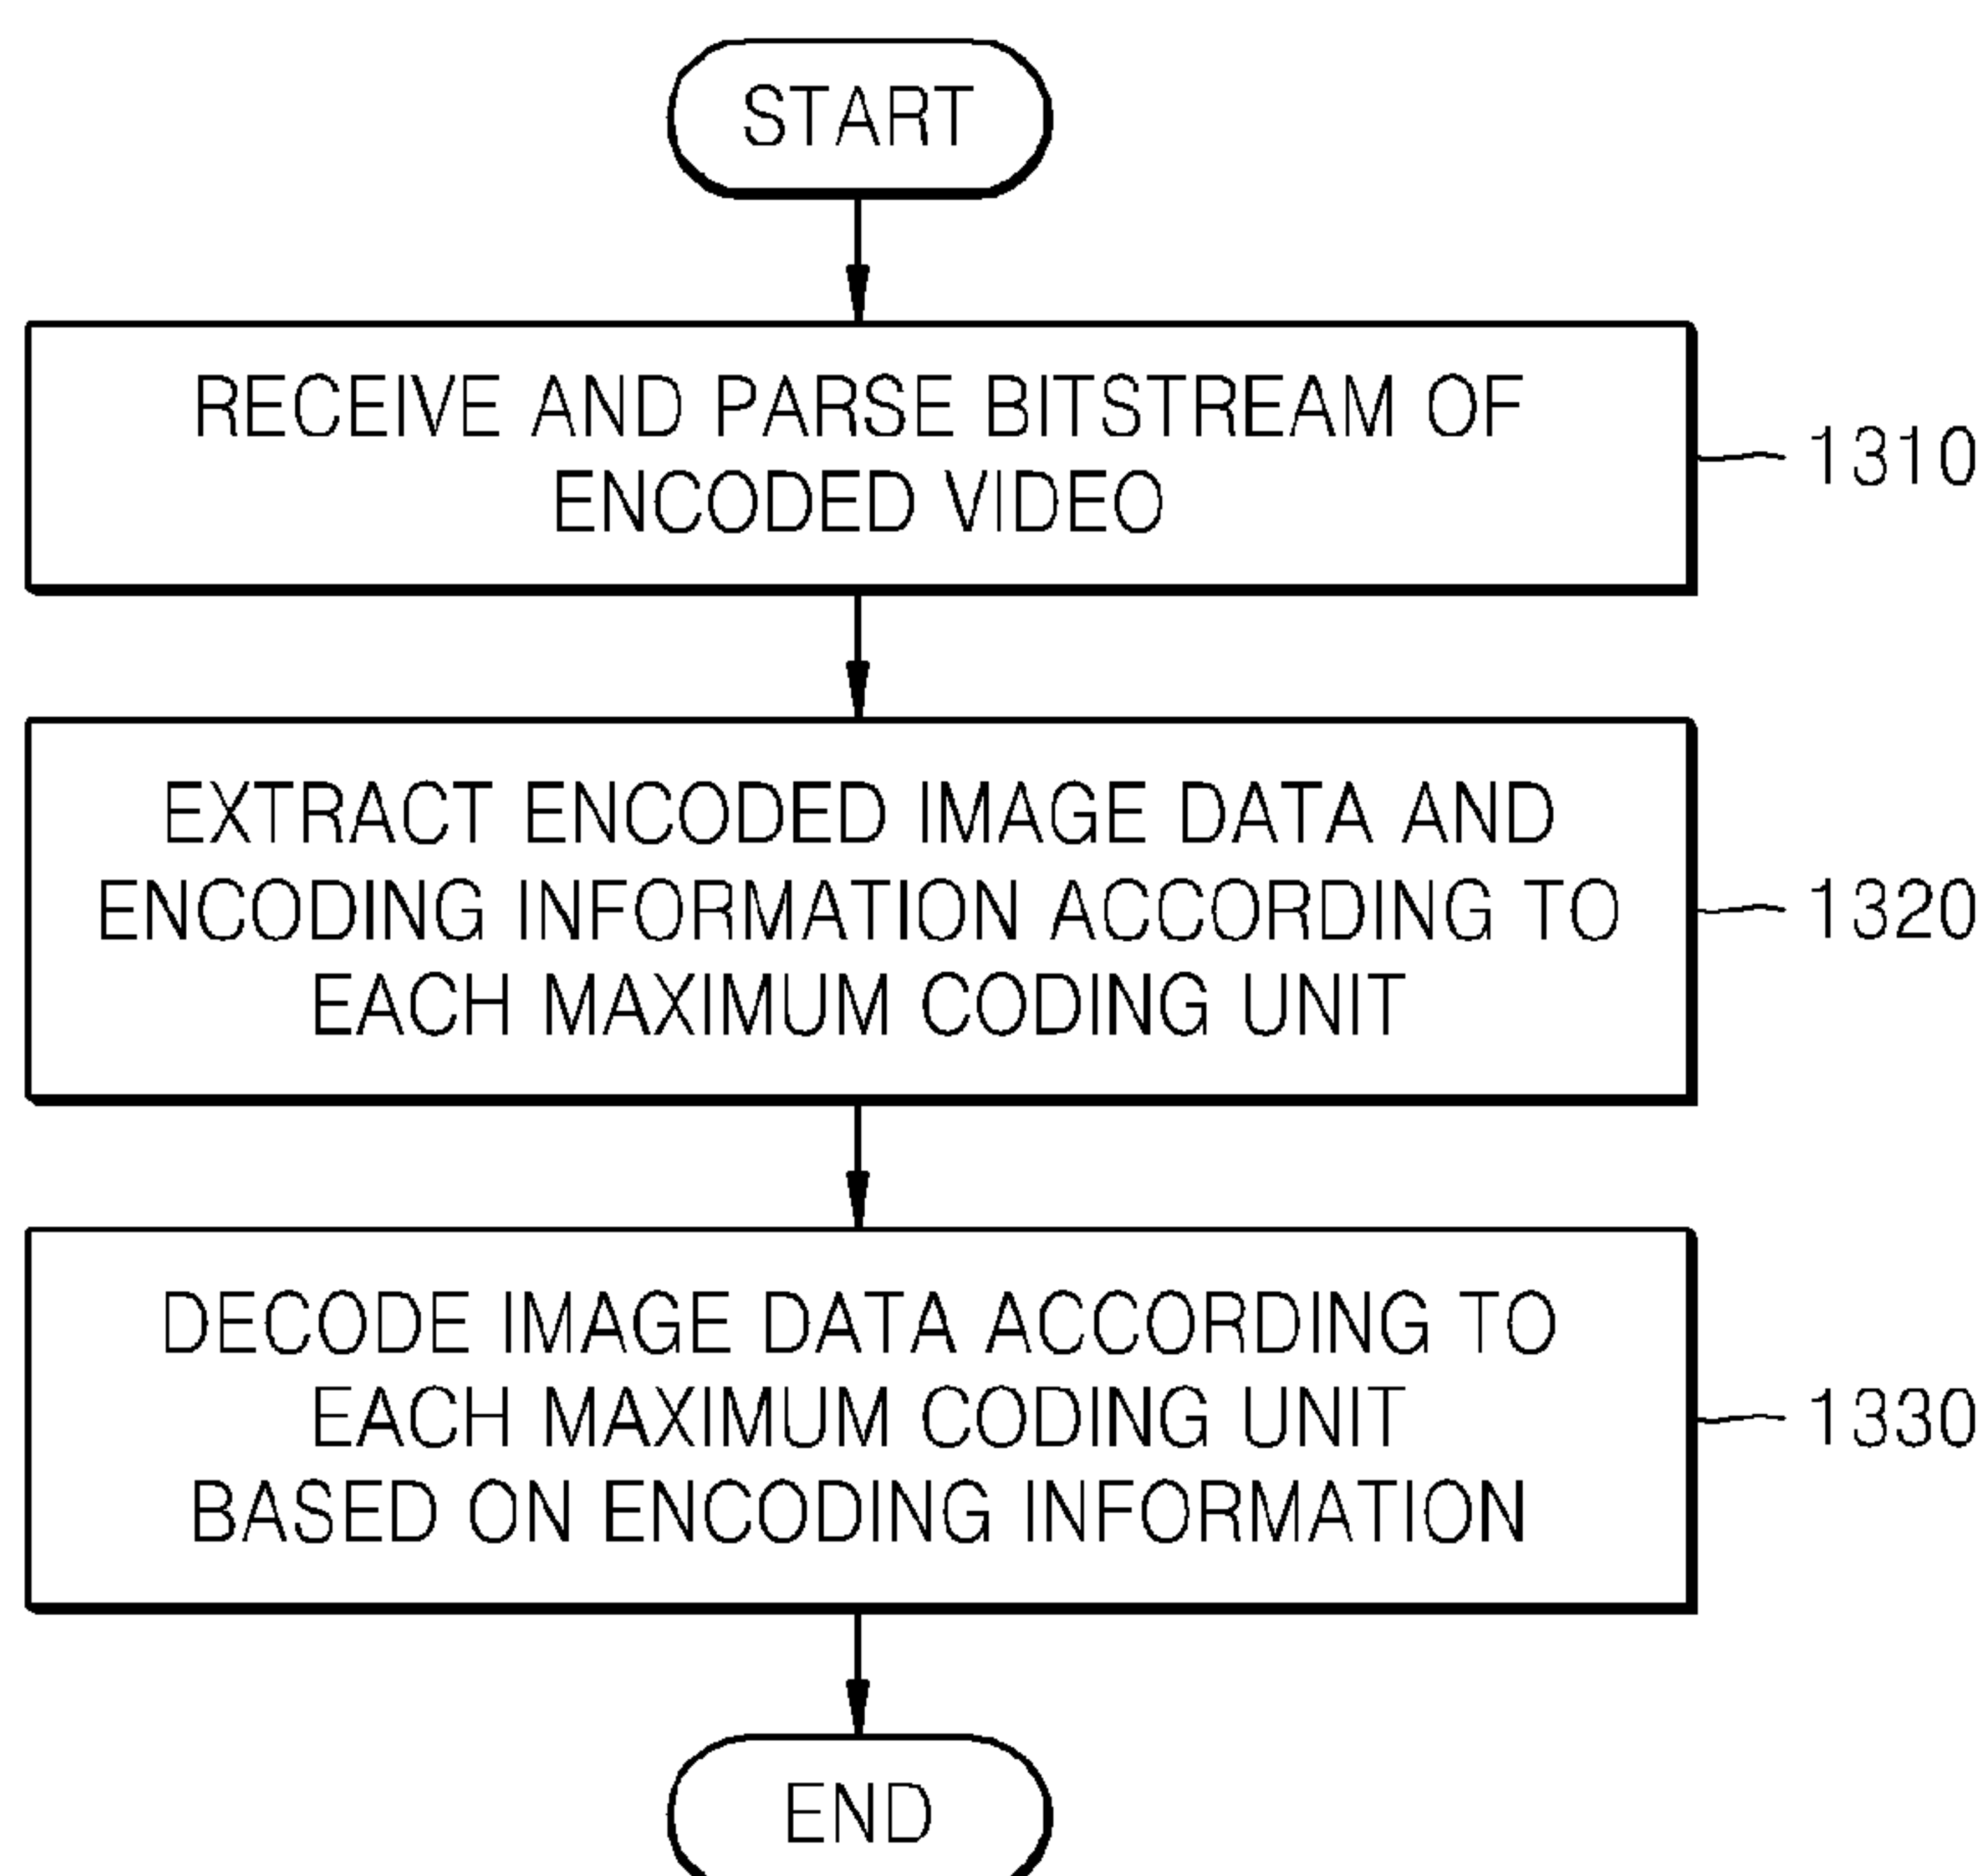 START
RECEIVE AND PARSE BITSTREAM OF
ENCODED VIDEO
1310
EXTRACT ENCODED IMAGE DATA AND
ENCODING INFORMATION ACCORDING TO
EACH MAXIMUM CODING UNIT
1320
DECODE IMAGE DATA ACCORDING TO
EACH MAXIMUM CODING UNIT
BASED ON ENCODING INFORMATION
1330
END